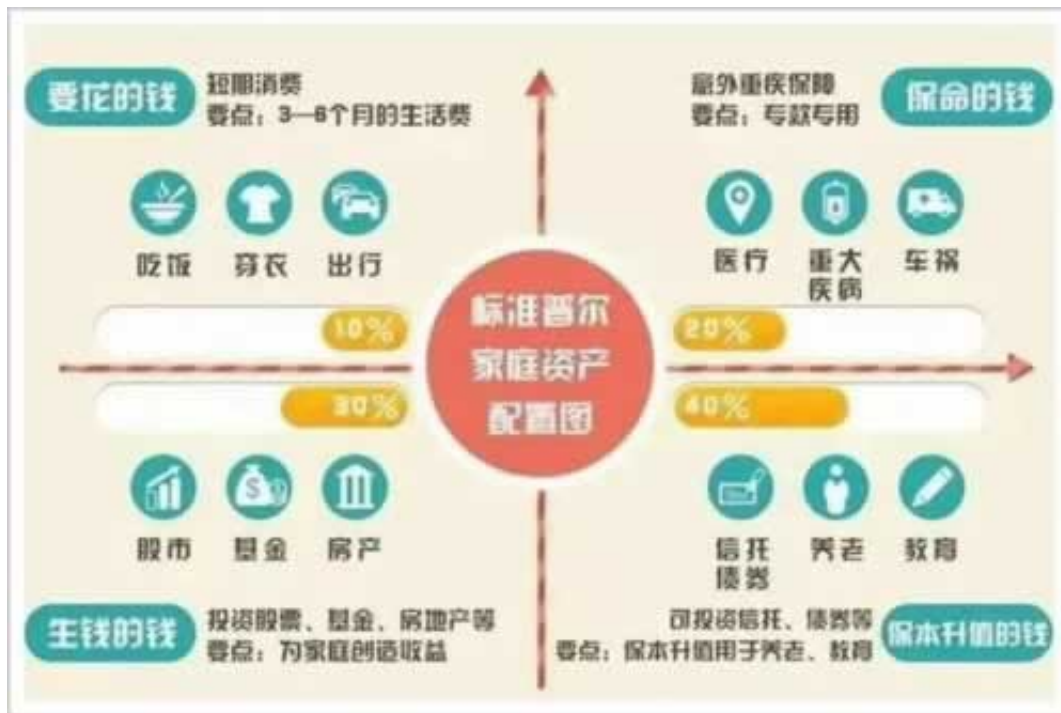 要花的钱
短期消费
要点：3—6个月的生活费
吃饭
穿衣
出行
10%
意外重疾保障
要点：专款专用
保命的钱
医疗
重大
疾病
车祸
20%
标准普尔
家庭资产
配置图
30%
股市
基金
房产
生钱的钱
投资股票、基金、房地产等
要点：为家庭创造收益
40%
信托
债券
养老
教育
可投资信托、债券等
要点：保本升值用于养老、教育
保本升值的钱